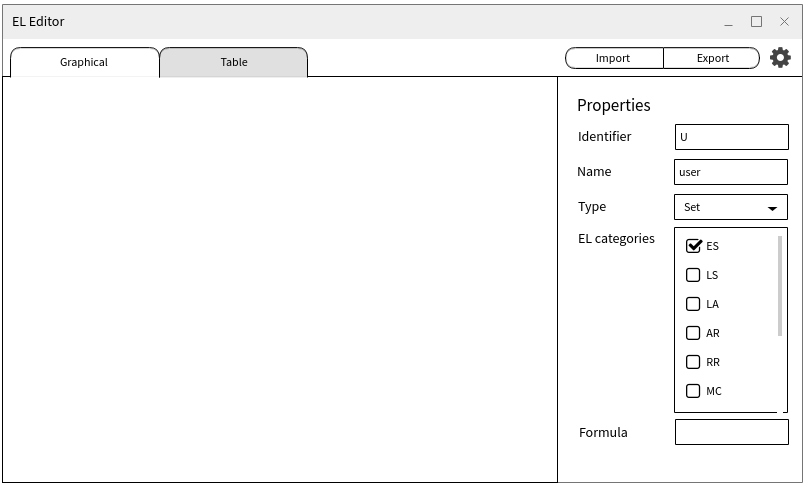 EL Editor
Graphical Table Import Export
Properties
Identifier U
Name user
Type Set
EL categories ES
LS
LA
AR
RR
MC
Formula